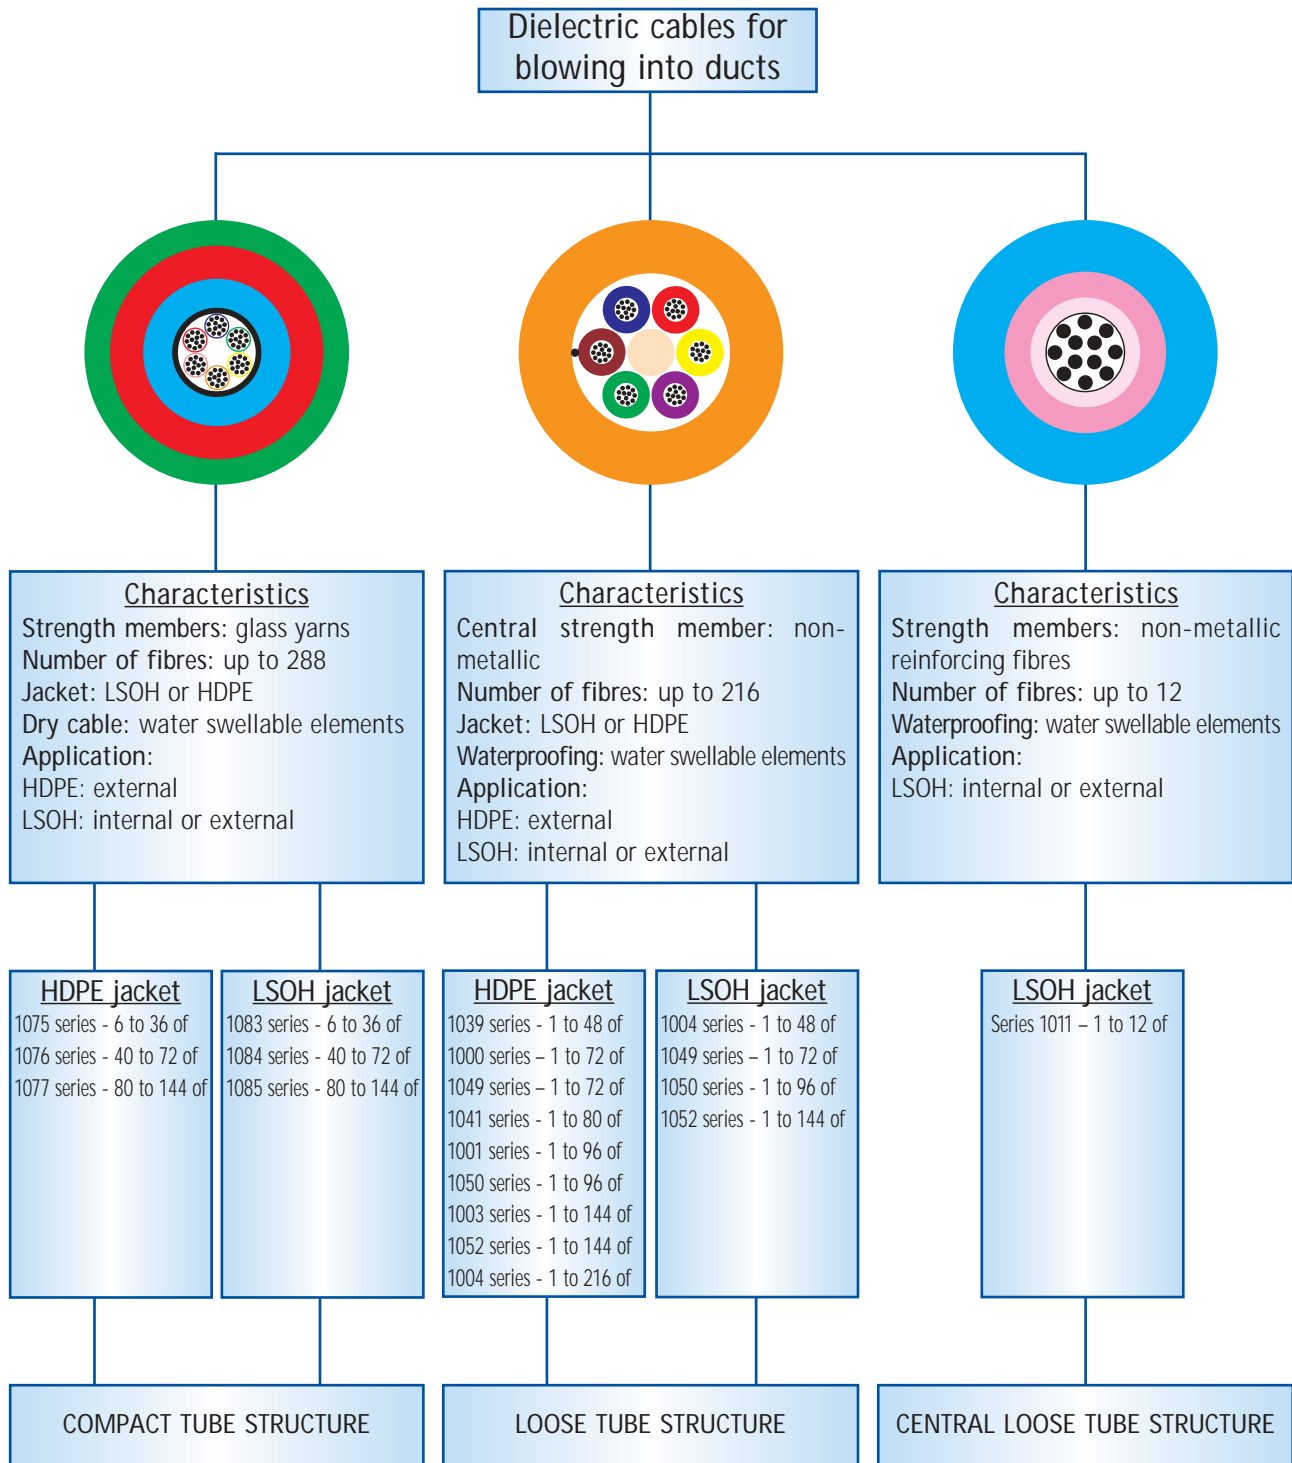 Dielectric cables for
blowing into ducts
Characteristics
Strength members: glass yarns
Number of fibres: up to 288
Jacket: LSOH or HDPE
Dry cable: water swellable elements
Application:
HDPE: external
LSOH: internal or external
Characteristics
Central strength member: non-
metallic
Number of fibres: up to 216
Jacket: LSOH or HDPE
Waterproofing: water swellable elements
Application:
HDPE: external
LSOH: internal or external
Characteristics
Strength members: non-metallic
reinforcing fibres
Number of fibres: up to 12
Waterproofing: water swellable elements
Application:
LSOH: internal or external
HDPE jacket
1075 series - 6 to 36 of
1076 series - 40 to 72 of
1077 series - 80 to 144 of
LSOH jacket
1083 series - 6 to 36 of
1084 series - 40 to 72 of
1085 series - 80 to 144 of
HDPE jacket
1039 series - 1 to 48 of
1000 series – 1 to 72 of
1049 series – 1 to 72 of
1041 series - 1 to 80 of
1001 series - 1 to 96 of
1050 series - 1 to 96 of
1003 series - 1 to 144 of
1052 series - 1 to 144 of
1004 series - 1 to 216 of
LSOH jacket
1004 series - 1 to 48 of
1049 series – 1 to 72 of
1050 series - 1 to 96 of
1052 series - 1 to 144 of
LSOH jacket
Series 1011 – 1 to 12 of
COMPACT TUBE STRUCTURE
LOOSE TUBE STRUCTURE
CENTRAL LOOSE TUBE STRUCTURE